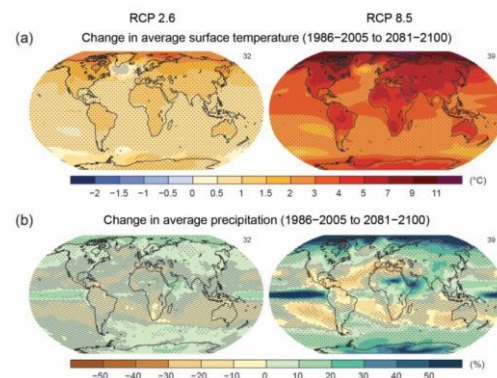 RCP 2.6 RCP 8.5
(a) Change in average surface temperature (1986−2005 to 2081−2100)
32 39
(°C)
−2 −1.5 −1 −0.5 0 0.5 1 1.5 2 3 4 5 7 9 11
(b) Change in average precipitation (1986−2005 to 2081−2100)
32 39
(%)
−50 −40 −30 −20 −10 0 10 20 30 40 50